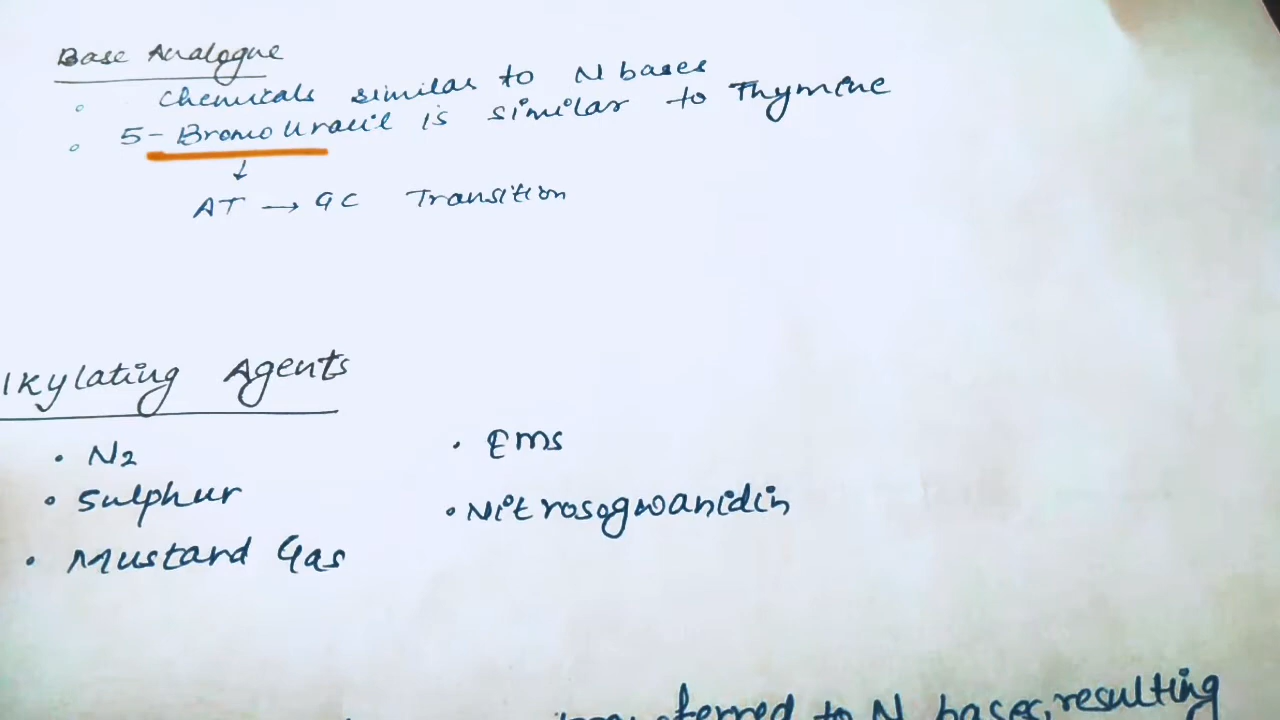 Base Analogue
Chemicals similar to N bases
5-Bromouracil is similar to Thymine
↓
AT → GC Transition
lkylating Agents
• N2
• Sulphur
• Mustard Gas
• EMS
• Nitrosogwanidin
ferred to N bases, resulting